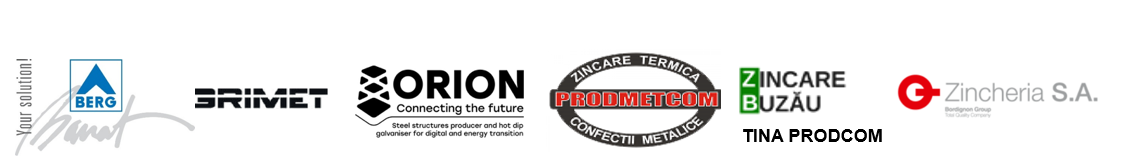 Your solution!
BERG
Banat
BRIMET
ORION
Connecting the future
Steel structures producer and hot dip
galvaniser for digital and energy transition
ZINCARE TERMICA
PRODMETCOM
CONFECTII METALICE
ZINCARE
BUZĂU
TINA PRODCOM
Zincheria S.A.
Bordignon Group
Total Quality Company